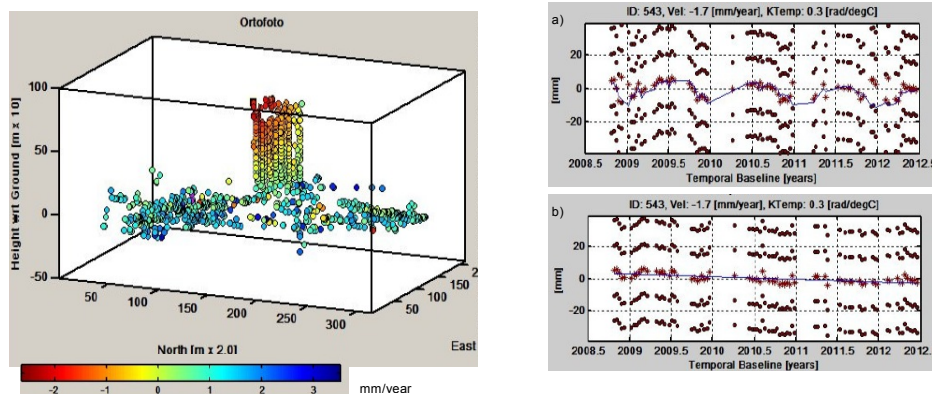 Ortofoto
Height wrt Ground [m x 10]
100
50
0
-50
50
100
150
200
250
300
50
100
150
2
North [m x 2.0]
East
-2
-1
0
1
2
3
mm/year
a)
ID: 543, Vel: -1.7 [mm/year], KTemp: 0.3 [rad/degC]
[mm]
20
0
-20
2008.5 2009 2009.5 2010 2010.5 2011 2011.5 2012 2012.5
Temporal Baseline [years]
b)
ID: 543, Vel: -1.7 [mm/year], KTemp: 0.3 [rad/degC]
[mm]
20
0
-20
2008.5 2009 2009.5 2010 2010.5 2011 2011.5 2012 2012.
Temporal Baseline [years]